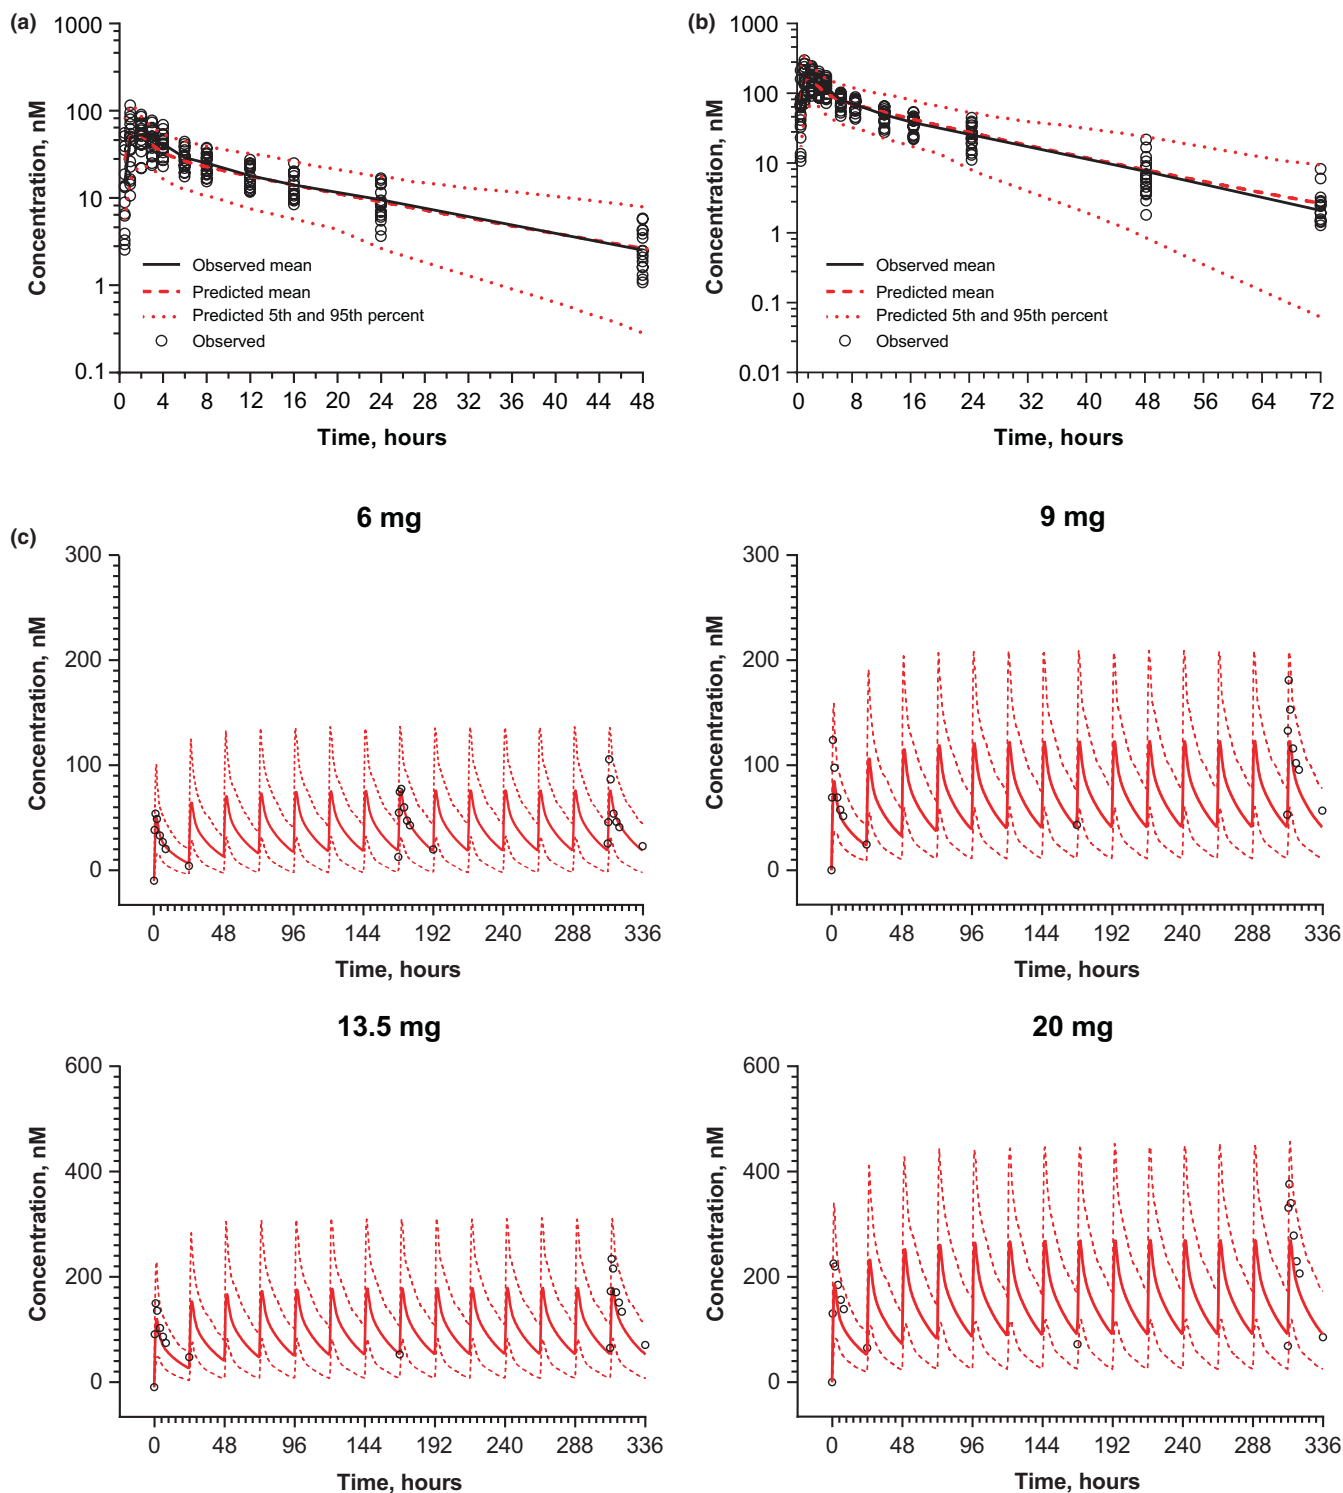 (a)
1000
100
10
1
0.1
Concentration, nM
Observed mean
Predicted mean
Predicted 5th and 95th percent
Observed
0 4 8 12 16 20 24 28 32 36 40 44 48
Time, hours
(b)
1000
100
10
1
0.1
0.01
Concentration, nM
Observed mean
Predicted mean
Predicted 5th and 95th percent
Observed
0 8 16 24 32 40 48 56 64 72
Time, hours
(c)
6 mg
300
200
100
0
Concentration, nM
0 48 96 144 192 240 288 336
Time, hours
9 mg
300
200
100
0
Concentration, nM
0 48 96 144 192 240 288 336
Time, hours
13.5 mg
600
400
200
0
Concentration, nM
0 48 96 144 192 240 288 336
Time, hours
20 mg
600
400
200
0
Concentration, nM
0 48 96 144 192 240 288 336
Time, hours